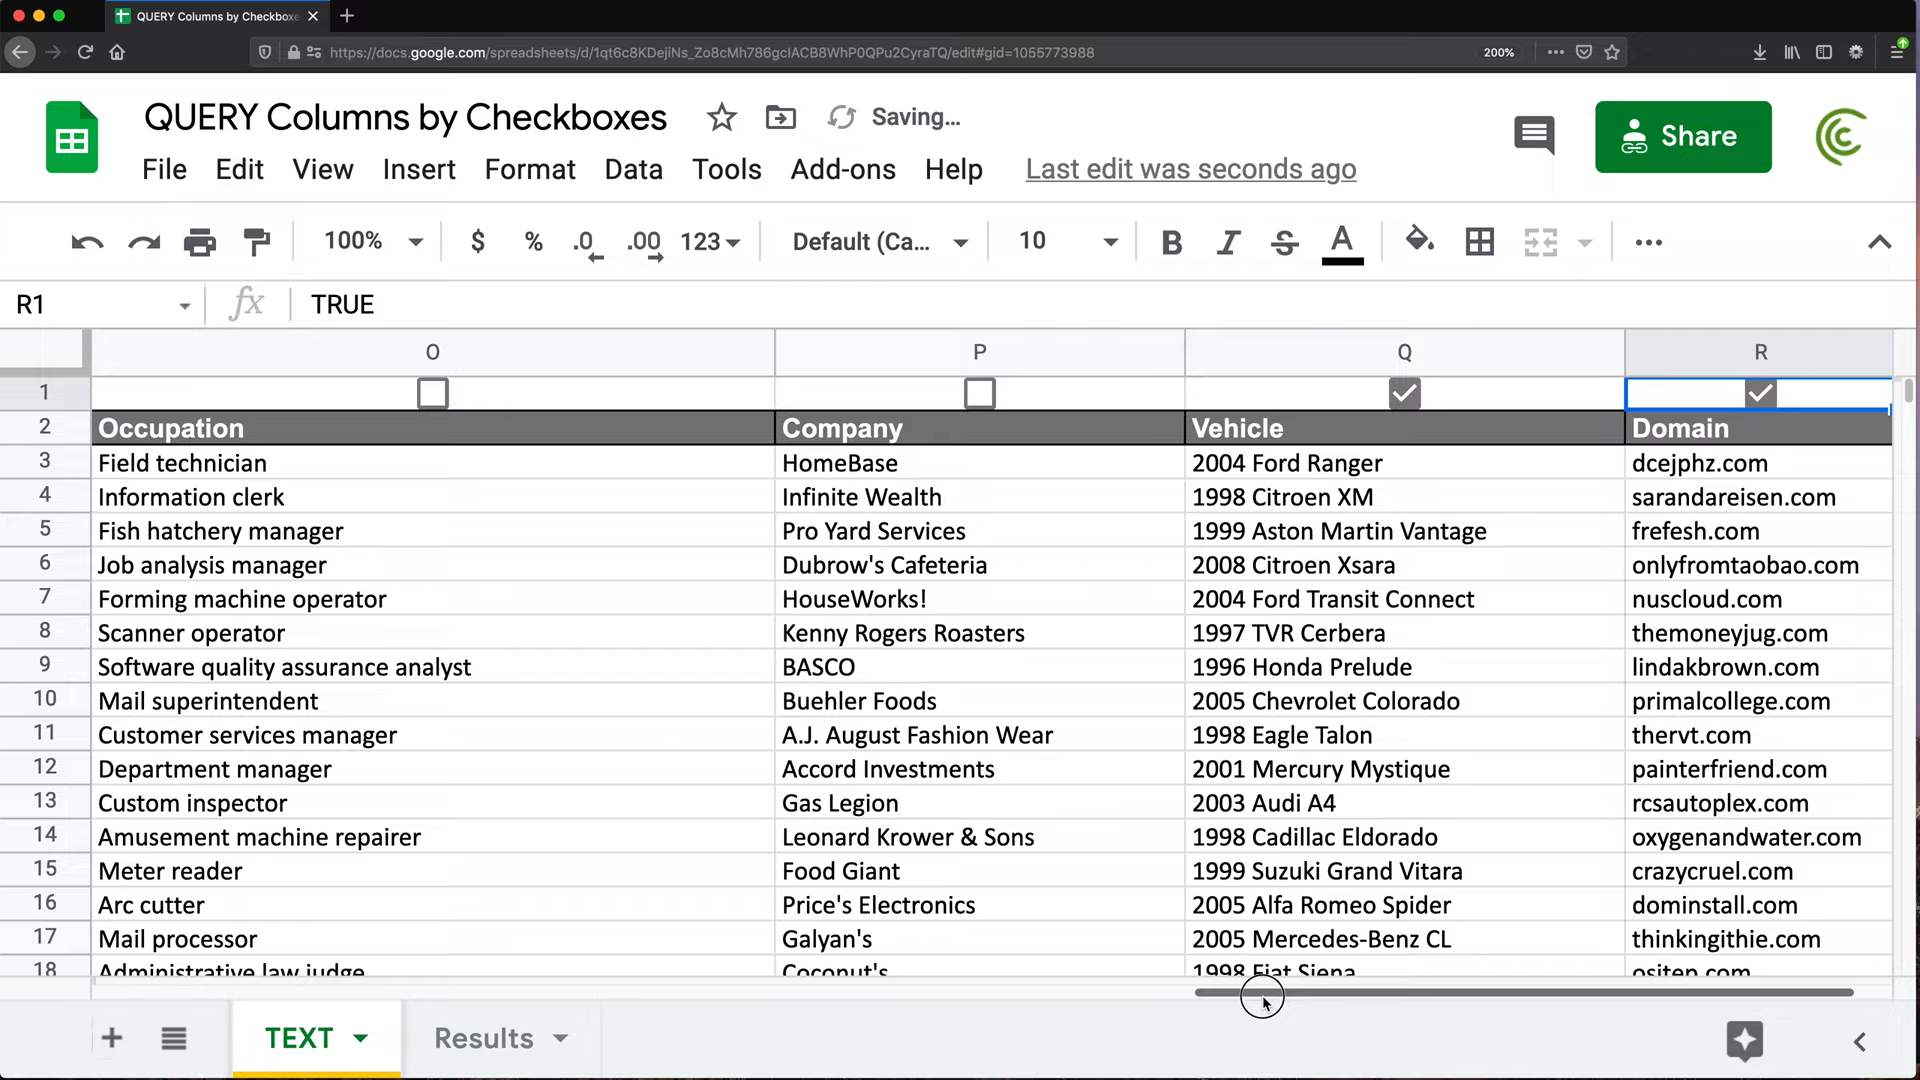 QUERY Columns by Checkboxe
https://docs.google.com/spreadsheets/d/1qt6c8KDejiNs_Zo8cMh786gcIACB8WhP0QPu2CyraTQ/edit#gid=1055773988
200%
QUERY Columns by Checkboxes
Saving…
Share
File Edit View Insert Format Data Tools Add-ons Help Last edit was seconds ago
100% $ % .0 .00 123 Default (Ca... 10 B I S A
R1 fx TRUE
O P Q R
1
2 Occupation Company Vehicle Domain
3 Field technician HomeBase 2004 Ford Ranger dcejphz.com
4 Information clerk Infinite Wealth 1998 Citroen XM sarandareisen.com
5 Fish hatchery manager Pro Yard Services 1999 Aston Martin Vantage frefesh.com
6 Job analysis manager Dubrow's Cafeteria 2008 Citroen Xsara onlyfromtaobao.com
7 Forming machine operator HouseWorks! 2004 Ford Transit Connect nuscloud.com
8 Scanner operator Kenny Rogers Roasters 1997 TVR Cerbera themoneyjug.com
9 Software quality assurance analyst BASCO 1996 Honda Prelude lindakbrown.com
10 Mail superintendent Buehler Foods 2005 Chevrolet Colorado primalcollege.com
11 Customer services manager A.J. August Fashion Wear 1998 Eagle Talon thervt.com
12 Department manager Accord Investments 2001 Mercury Mystique painterfriend.com
13 Custom inspector Gas Legion 2003 Audi A4 rcsautoplex.com
14 Amusement machine repairer Leonard Krower & Sons 1998 Cadillac Eldorado oxygenandwater.com
15 Meter reader Food Giant 1999 Suzuki Grand Vitara crazycruel.com
16 Arc cutter Price's Electronics 2005 Alfa Romeo Spider dominstall.com
17 Mail processor Galyan's 2005 Mercedes-Benz CL thinkingithie.com
18 Administrative law judge Coconut's 1998 Fiat Siena ositep.com
TEXT Results